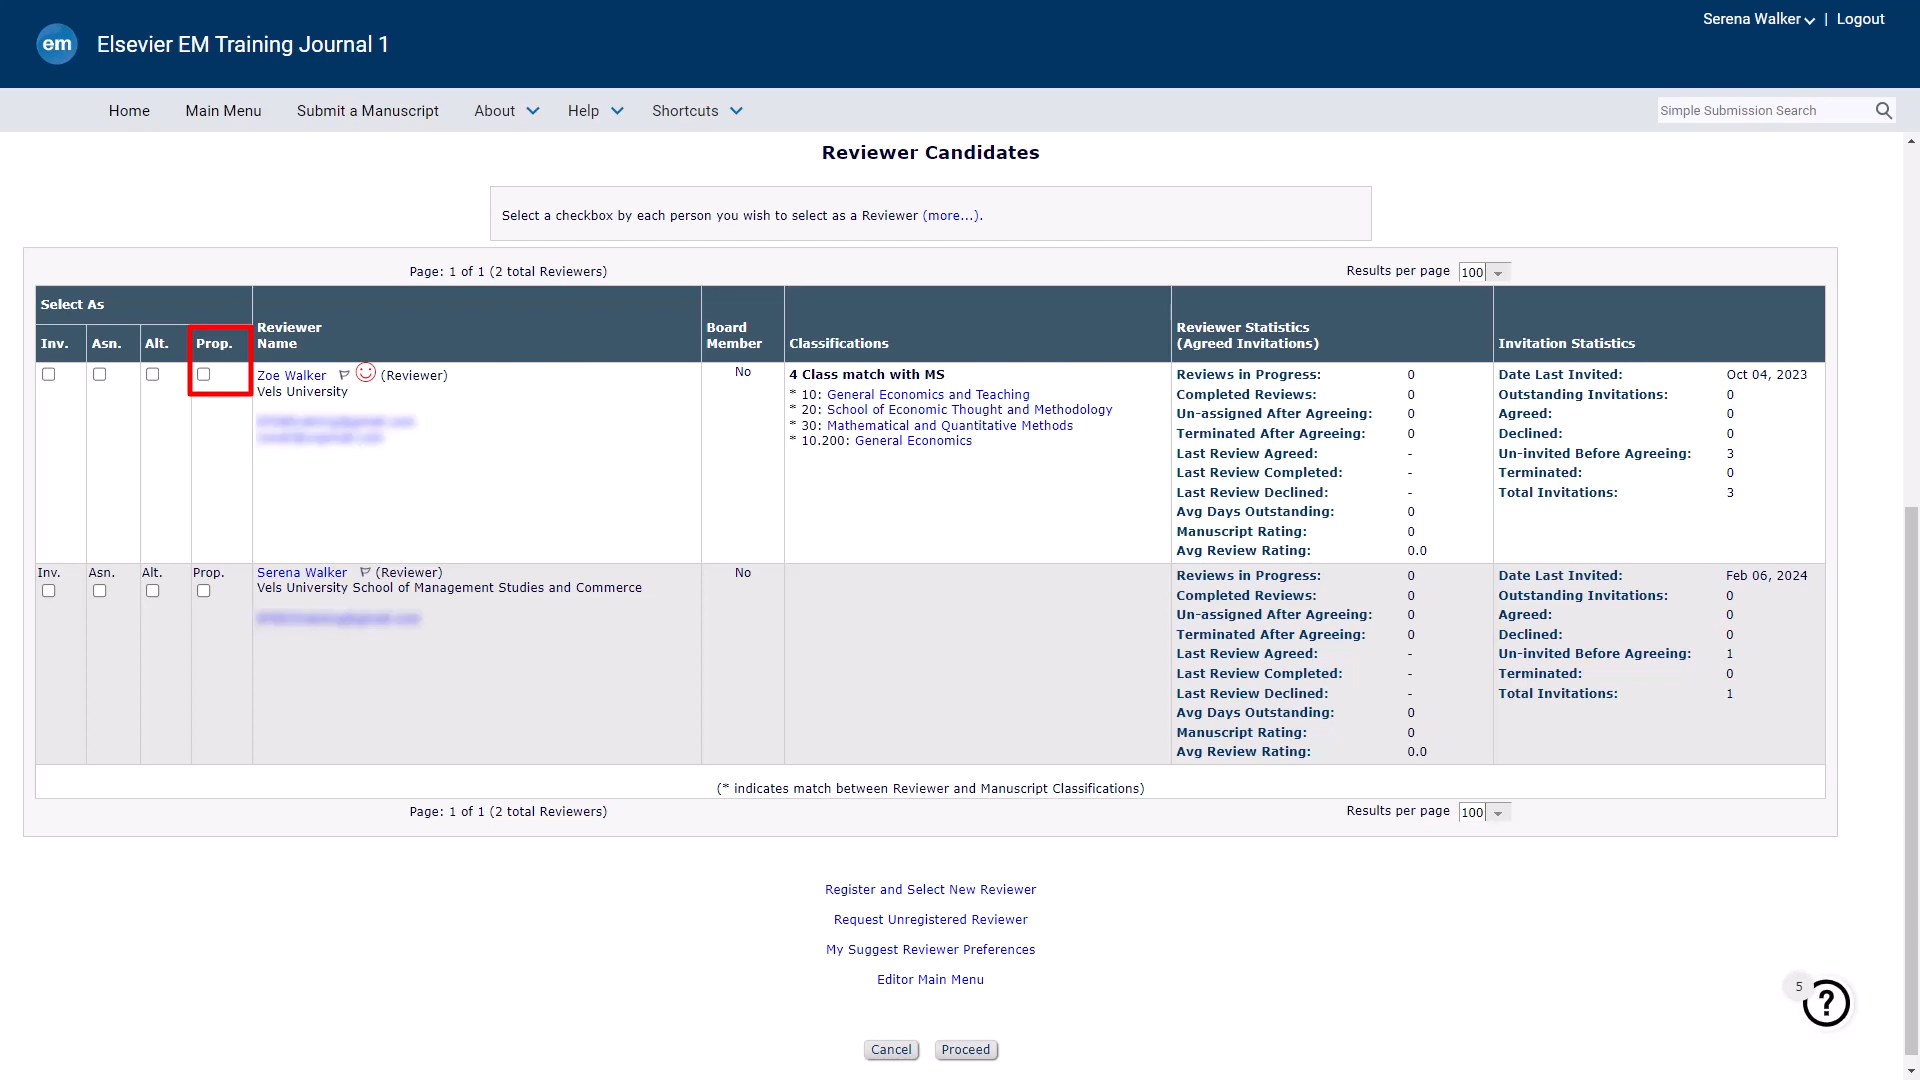 Serena Walker | Logout
em Elsevier EM Training Journal 1
Home Main Menu Submit a Manuscript About Help Shortcuts Simple Submission Search
Reviewer Candidates
Select a checkbox by each person you wish to select as a Reviewer (more...).
Page: 1 of 1 (2 total Reviewers) Results per page 100
Select As
Inv. Asn. Alt. Prop. Reviewer Name Board Member Classifications Reviewer Statistics (Agreed Invitations) Invitation Statistics
Zoe Walker (Reviewer)
Vels University
No
4 Class match with MS
* 10: General Economics and Teaching
* 20: School of Economic Thought and Methodology
* 30: Mathematical and Quantitative Methods
* 10.200: General Economics
Reviews in Progress: 0
Completed Reviews: 0
Un-assigned After Agreeing: 0
Terminated After Agreeing: 0
Last Review Agreed: -
Last Review Completed: -
Last Review Declined: -
Avg Days Outstanding: 0
Manuscript Rating: 0
Avg Review Rating: 0.0
Date Last Invited: Oct 04, 2023
Outstanding Invitations: 0
Agreed: 0
Declined: 0
Un-invited Before Agreeing: 3
Terminated: 0
Total Invitations: 3
Inv. Asn. Alt. Prop.
Serena Walker (Reviewer)
Vels University School of Management Studies and Commerce
No
Reviews in Progress: 0
Completed Reviews: 0
Un-assigned After Agreeing: 0
Terminated After Agreeing: 0
Last Review Agreed: -
Last Review Completed: -
Last Review Declined: -
Avg Days Outstanding: 0
Manuscript Rating: 0
Avg Review Rating: 0.0
Date Last Invited: Feb 06, 2024
Outstanding Invitations: 0
Agreed: 0
Declined: 0
Un-invited Before Agreeing: 1
Terminated: 0
Total Invitations: 1
(* indicates match between Reviewer and Manuscript Classifications)
Page: 1 of 1 (2 total Reviewers) Results per page 100
Register and Select New Reviewer
Request Unregistered Reviewer
My Suggest Reviewer Preferences
Editor Main Menu
5 ?
Cancel Proceed